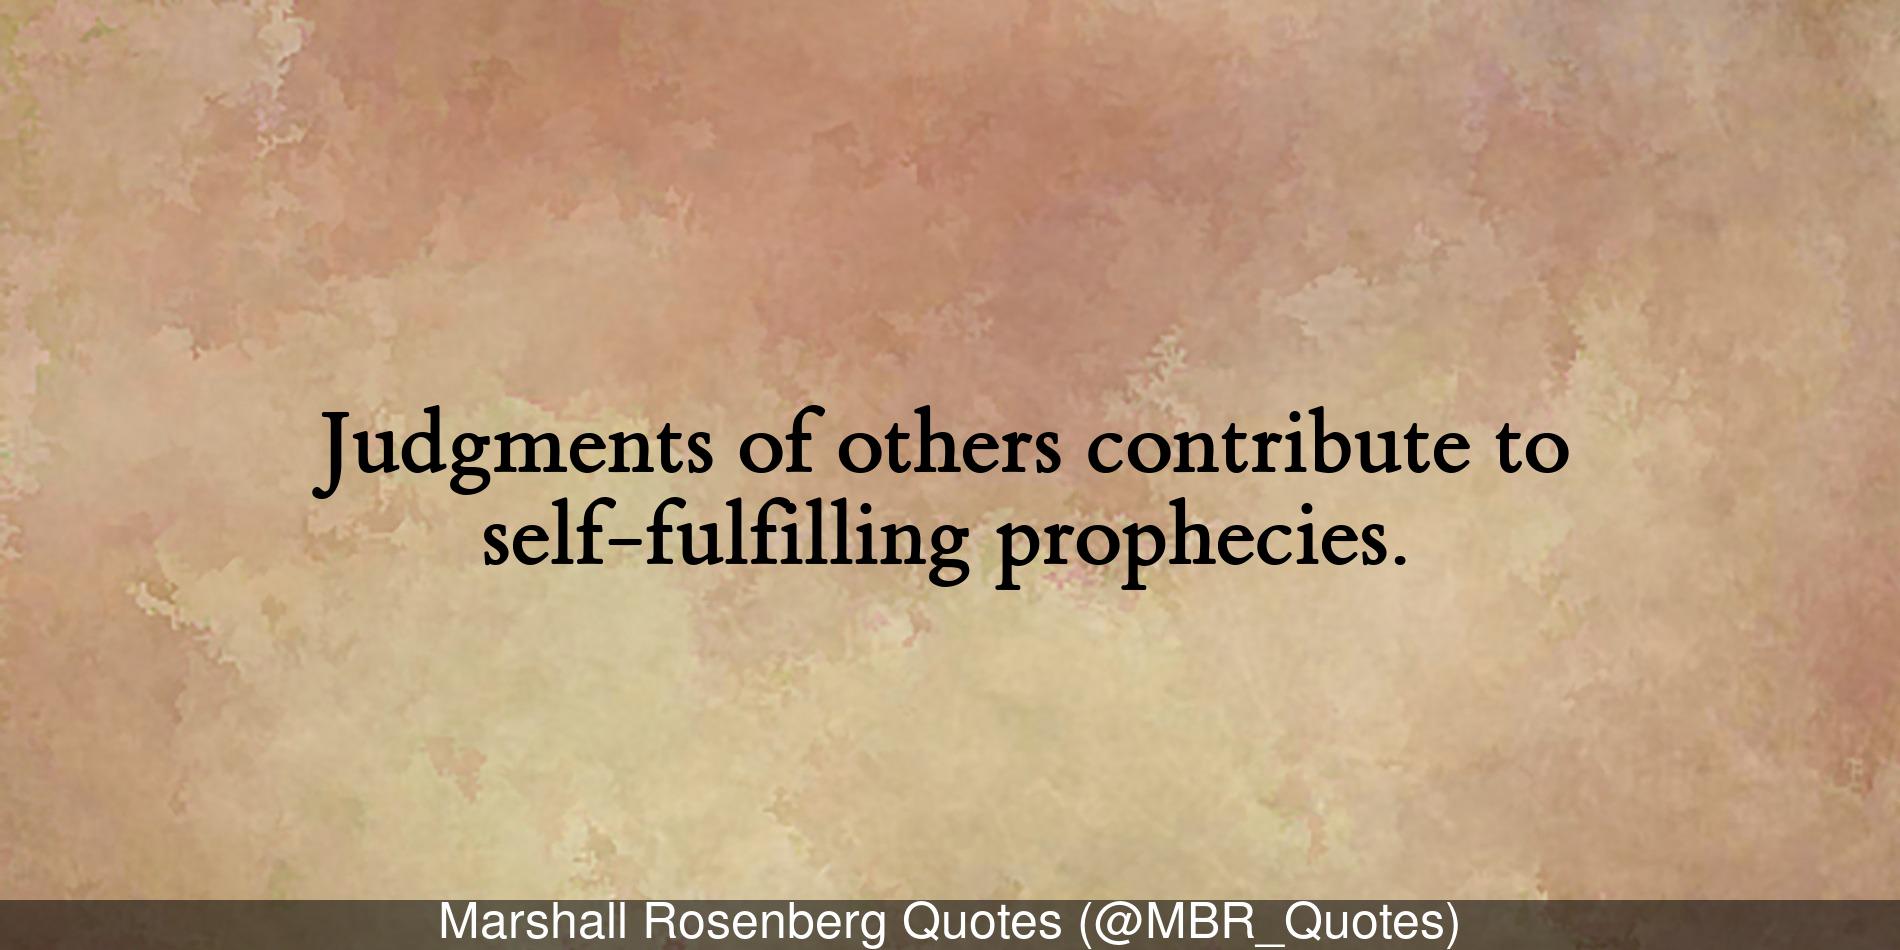 Judgments of others contribute to
self-fulfilling prophecies.
Marshall Rosenberg Quotes (@MBR_Quotes)